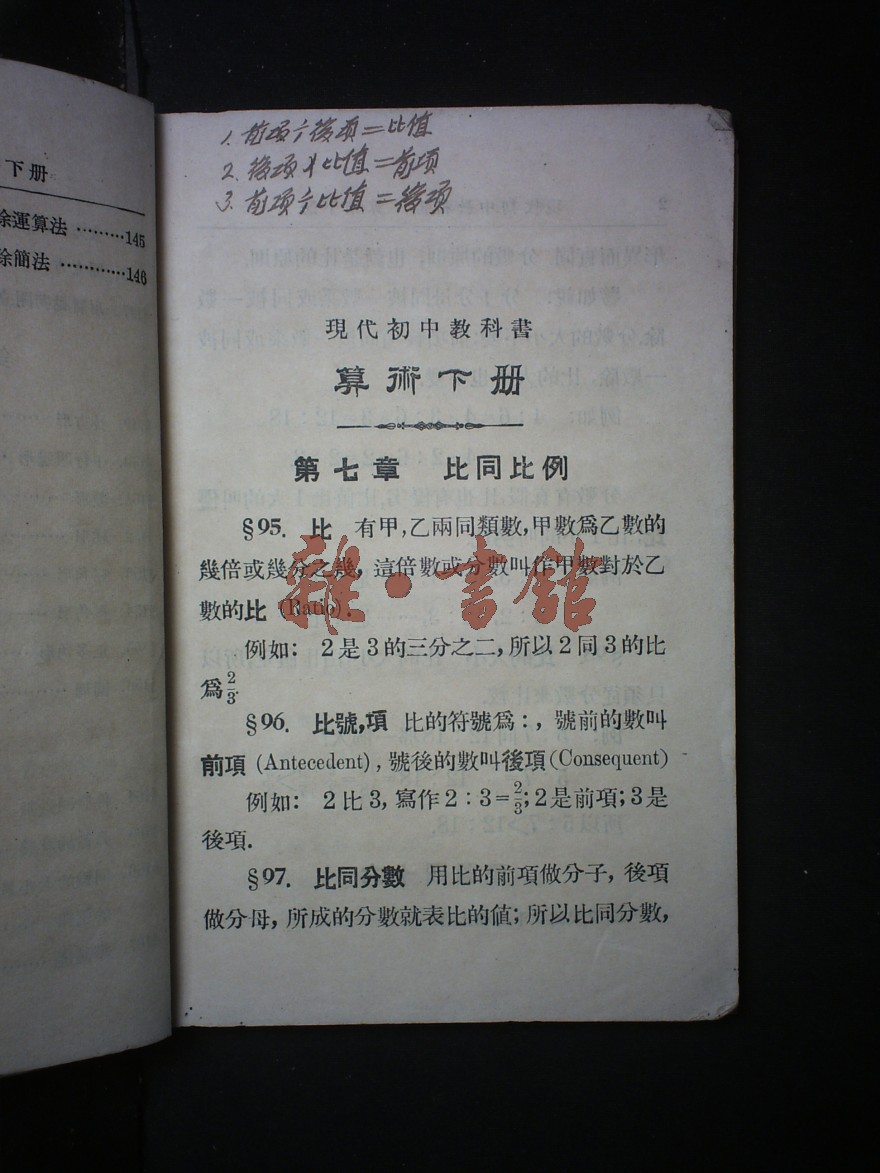 下册
除運算法 ………145
除簡法 …………146
1. 前項÷後項=比值
2. 後項×比值=前項
3. 前項÷比值=後項
現代初中教科書
算術下册
第七章 比同比例
§95. 比 有甲,乙兩同類數,甲數爲乙數的
幾倍或幾分之幾,這倍數或分數叫作甲數對於乙
數的比 (Ratio).
例如: 2是3的三分之二,所以2同3的比
爲2/3.
§96. 比號,項 比的符號爲:,號前的數叫
前項 (Antecedent),號後的數叫後項(Consequent)
例如: 2比3,寫作2:3=2/3;2是前項;3是
後項.
§97. 比同分數 用比的前項做分子,後項
做分母,所成的分數就表比的值;所以比同分數,
雜·書館